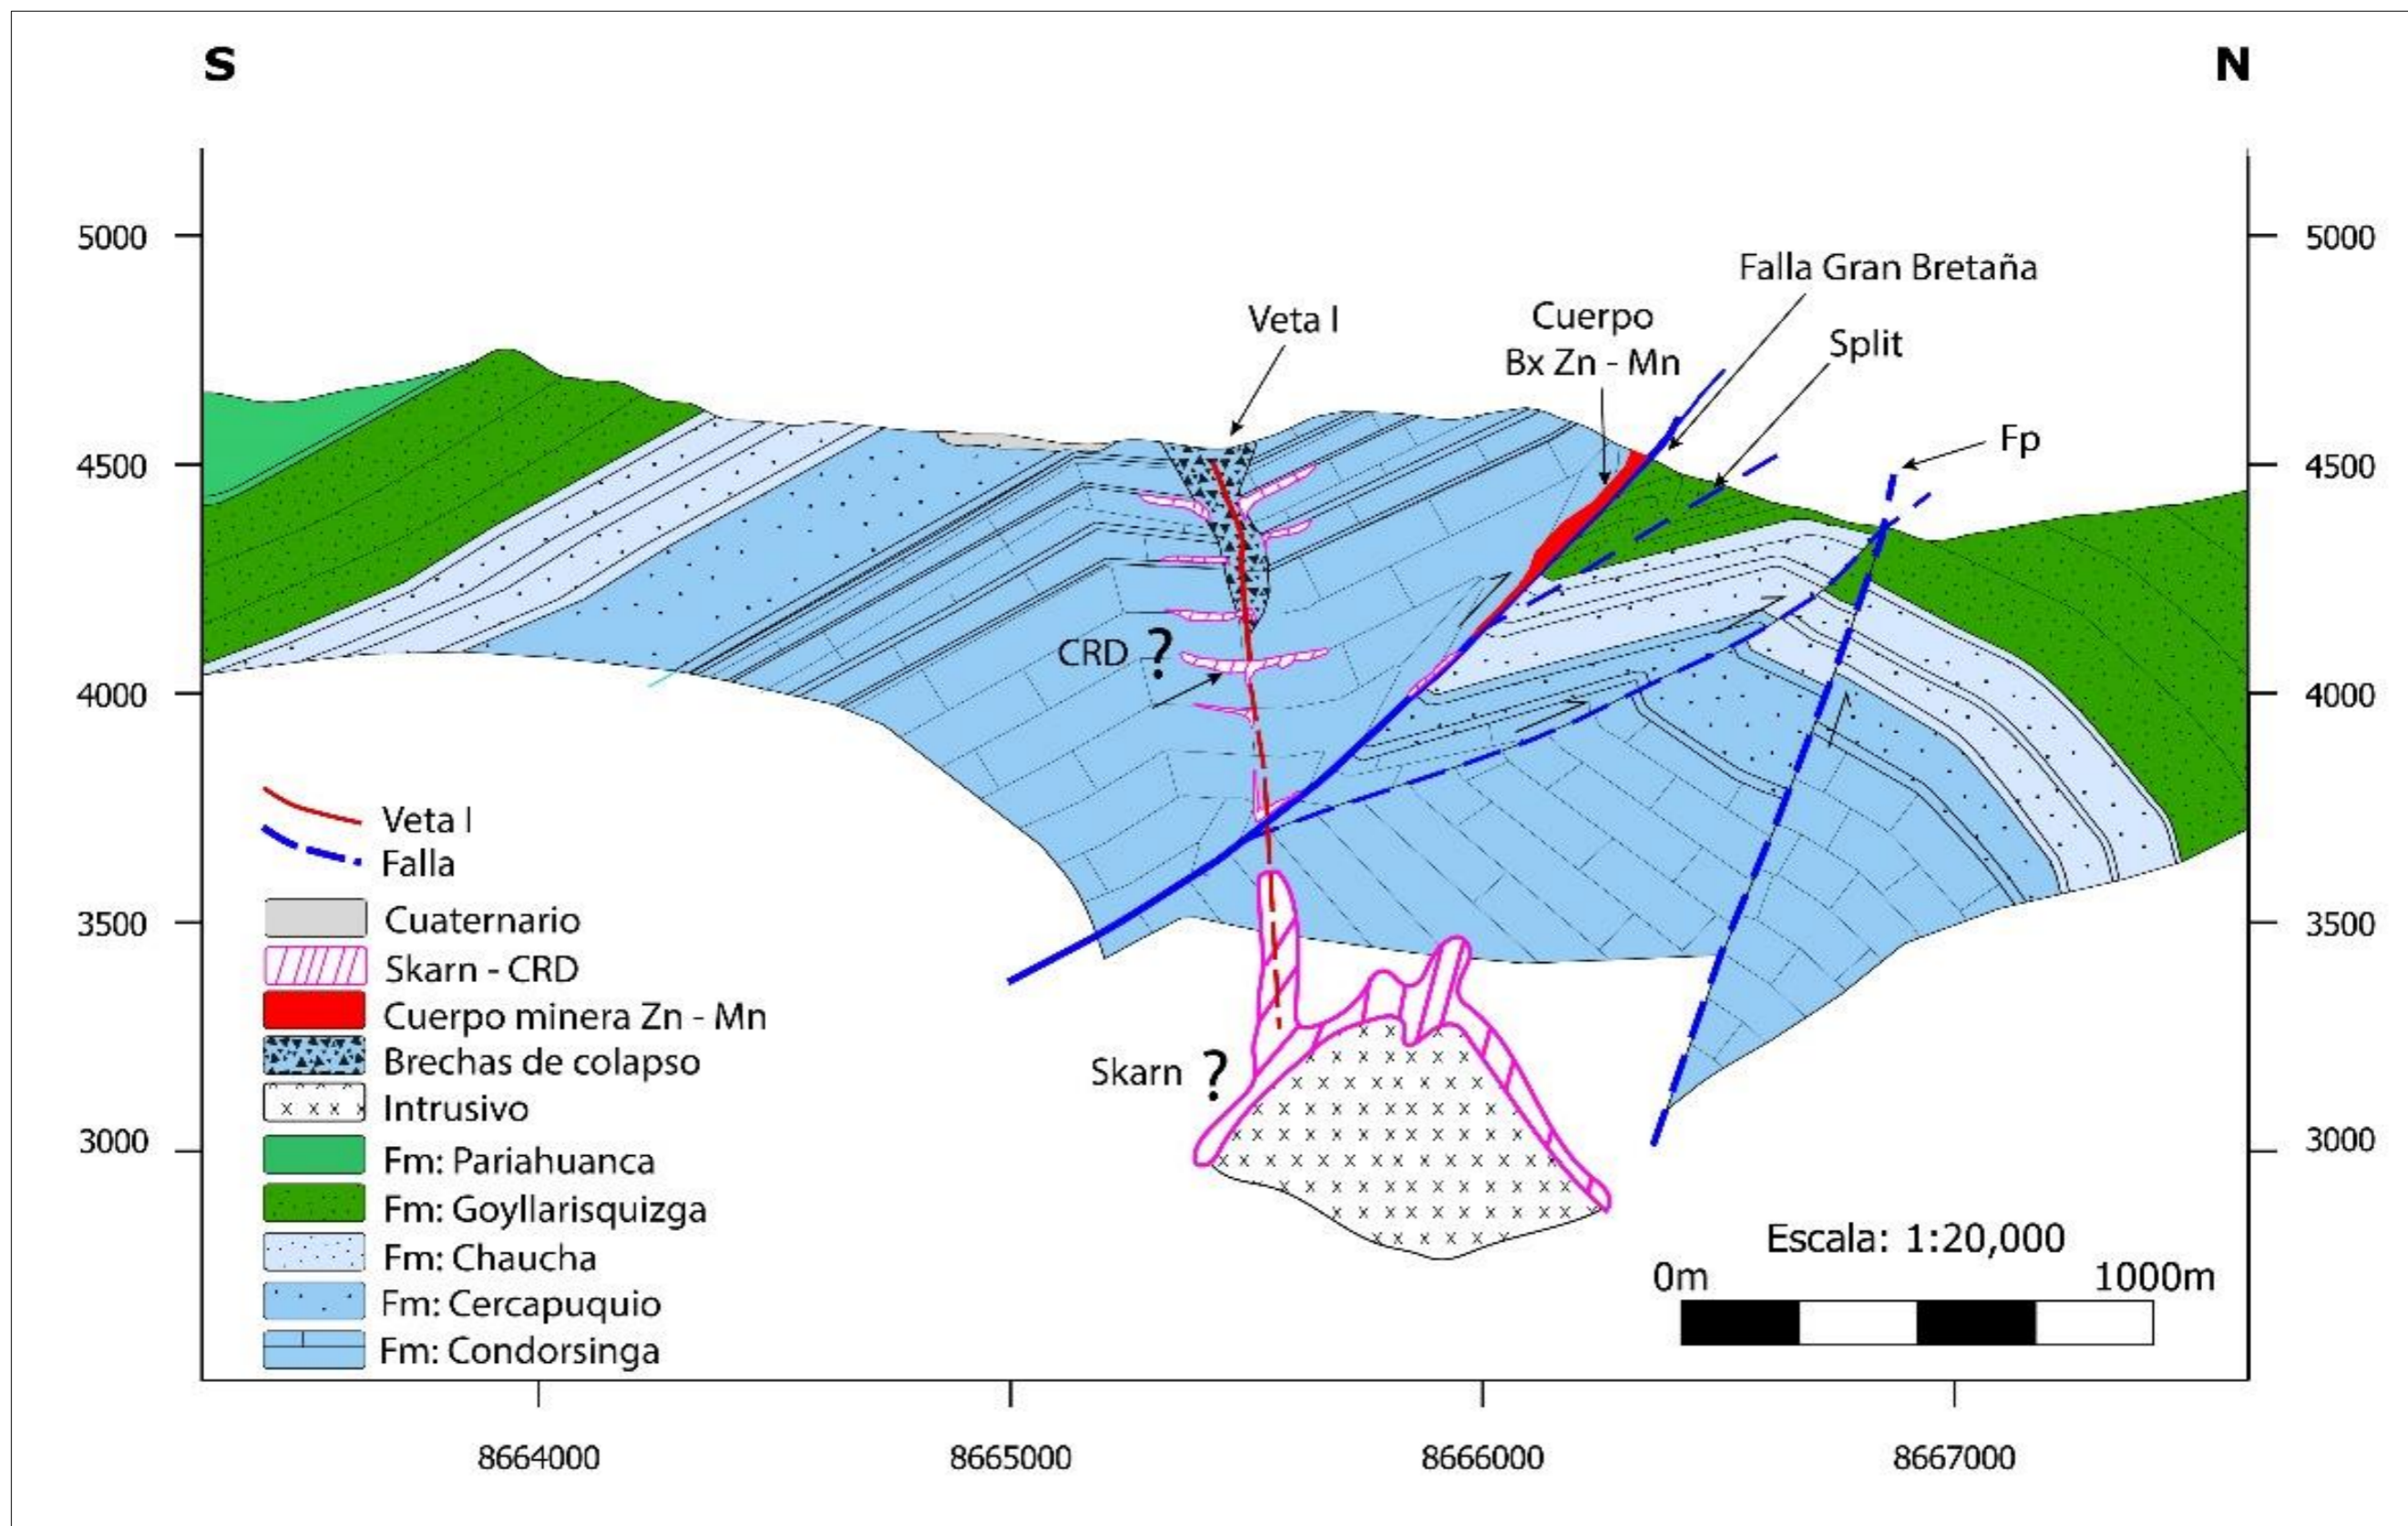 S
N
5000
5000
Falla Gran Bretaña
Veta I
Cuerpo
Bx Zn - Mn
Split
Fp
4500
4500
CRD ?
4000
4000
Veta I
Falla
3500
3500
Cuaternario
Skarn - CRD
Cuerpo minera Zn - Mn
Brechas de colapso
Skarn ?
Intrusivo
3000
3000
Fm: Pariahuanca
Fm: Goyllarisquizga
Fm: Chaucha
Fm: Cercapuquio
Fm: Condorsinga
Escala: 1:20,000
0m
1000m
8664000
8665000
8666000
8667000